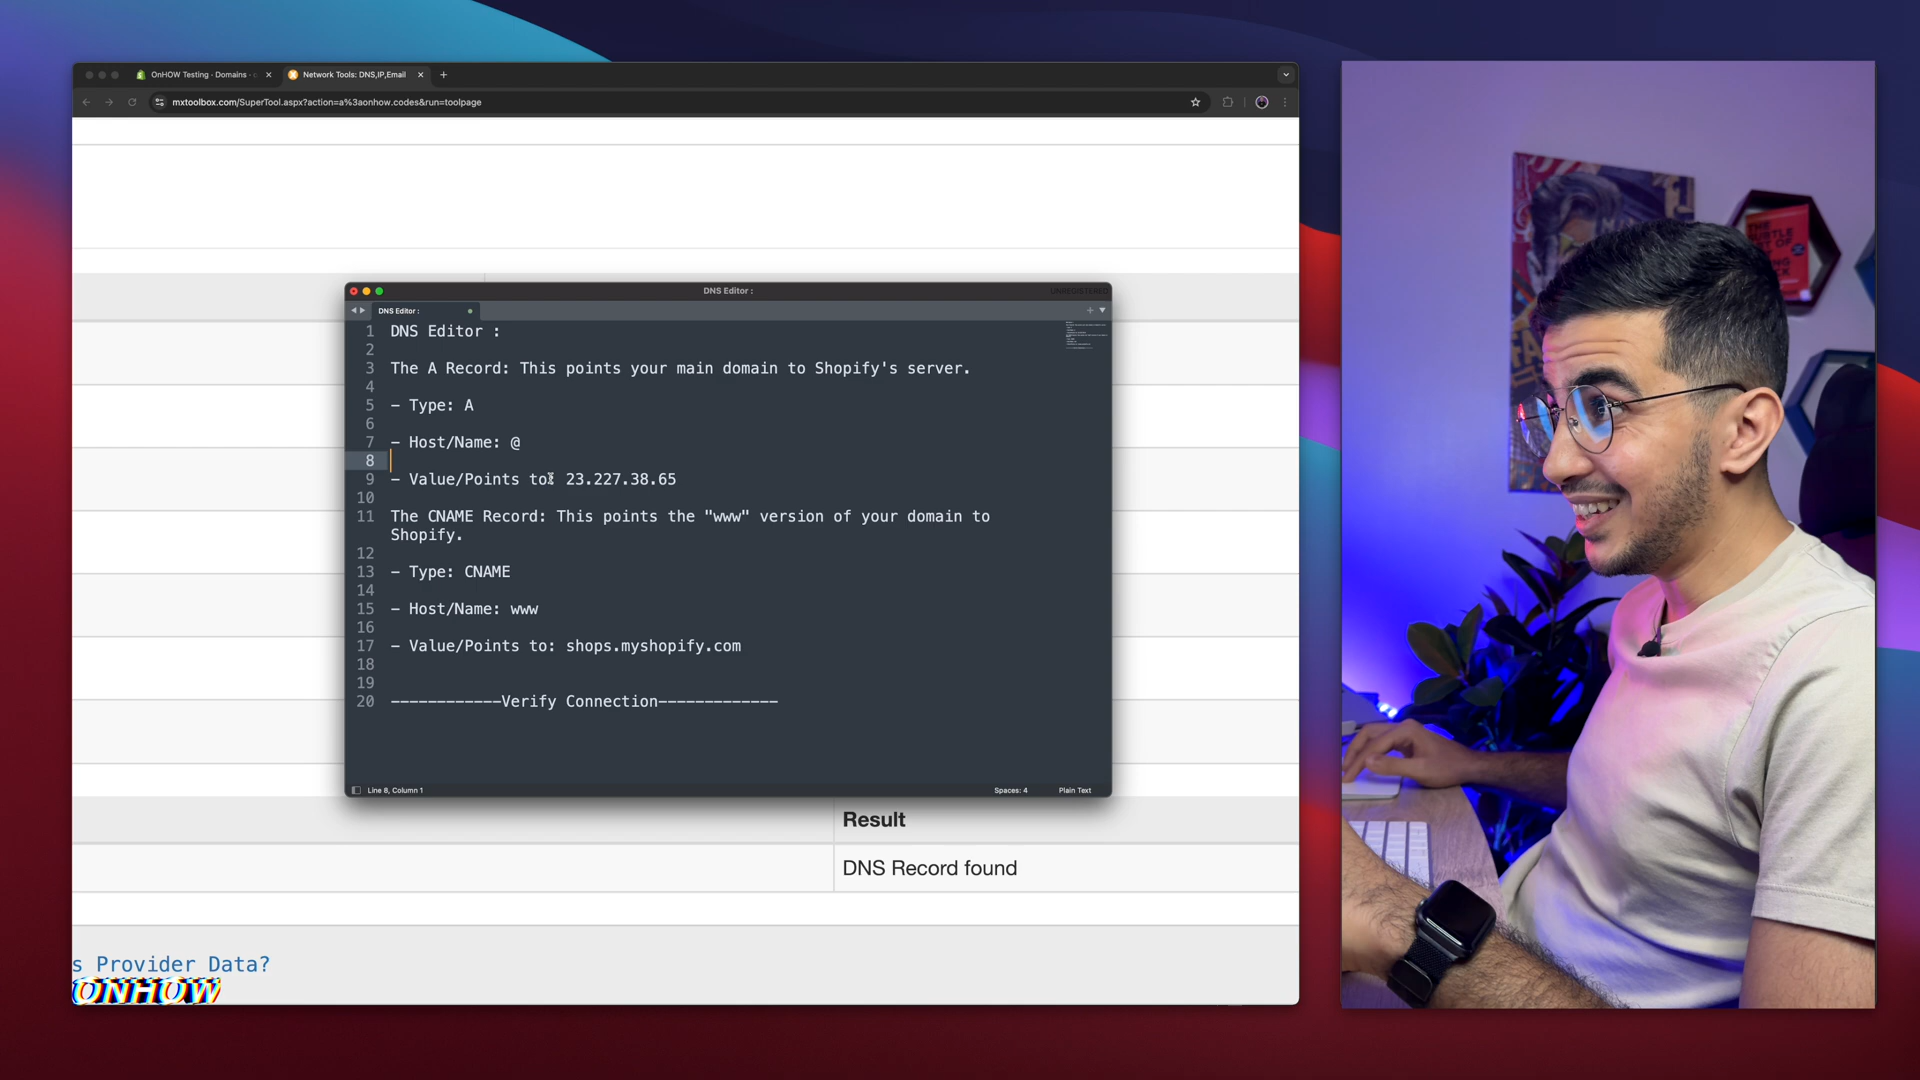 OnHOW Testing - Domains -
Network Tools: DNS,IP,Email
mxtoolbox.com/SuperTool.aspx?action=a%3aonhow.codes&run=toolpage
DNS Editor :
UNREGISTERED
DNS Editor :
1 DNS Editor :
2
3 The A Record: This points your main domain to Shopify's server.
4
5 - Type: A
6
7 - Host/Name: @
8
9 - Value/Points to: 23.227.38.65
10
11 The CNAME Record: This points the "www" version of your domain to
Shopify.
12
13 - Type: CNAME
14
15 - Host/Name: www
16
17 - Value/Points to: shops.myshopify.com
18
19
20 ------------Verify Connection-------------
Line 8, Column 1
Spaces: 4
Plain Text
Result
DNS Record found
s Provider Data?
ONHOW
THE
SUBTLE